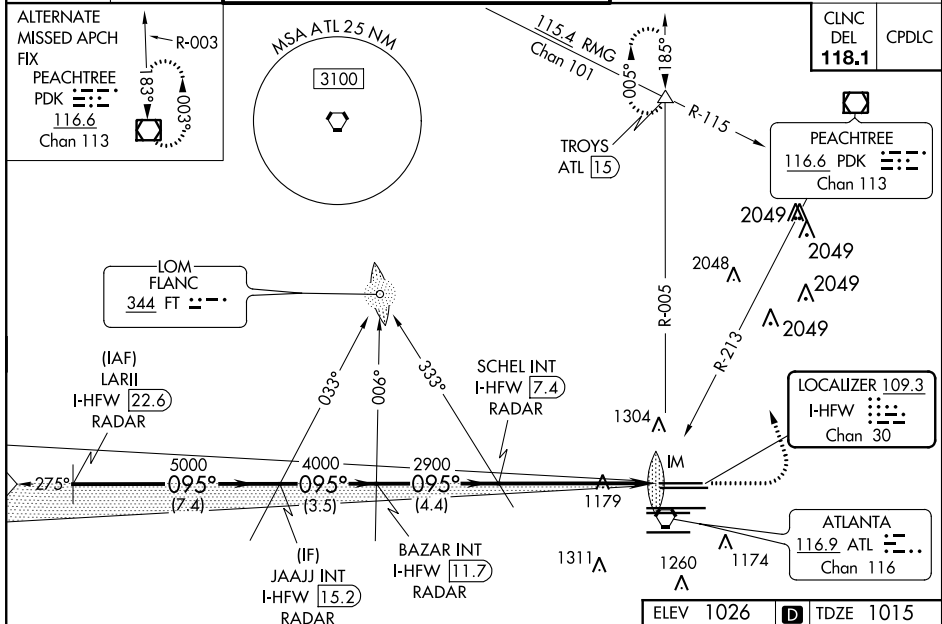 ALTERNATE
MISSED APCH
FIX
PEACHTREE
PDK
116.6
Chan 113
R-003
183°
003°
MSA ATL 25 NM
3100
115.4 RMG
Chan 101
005°
185°
TROYS
ATL 15
R-115
CLNC
DEL
118.1
CPDLC
PEACHTREE
116.6 PDK
Chan 113
2049
2049
2049
2049
2048
R-005
R-213
LOM
FLANC
344 FT
033°
006°
333°
(IAF)
LARII
I-HFW 22.6
RADAR
SCHEL INT
I-HFW 7.4
RADAR
1304
LOCALIZER 109.3
I-HFW
Chan 30
IM
275°
5000
095°
(7.4)
4000
095°
(3.5)
2900
095°
(4.4)
1179
(IF)
JAAJJ INT
I-HFW 15.2
RADAR
BAZAR INT
I-HFW 11.7
RADAR
1311
1260
1174
ATLANTA
116.9 ATL
Chan 116
ELEV 1026
D
TDZE 1015